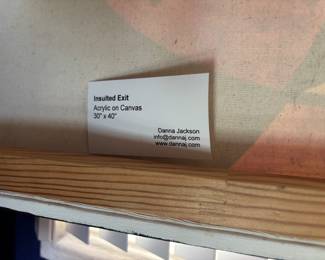 Insulted Exit
Acrylic on Canvas
30" x 40"
Danna Jackson
info@dannaj.com
www.dannaj.com